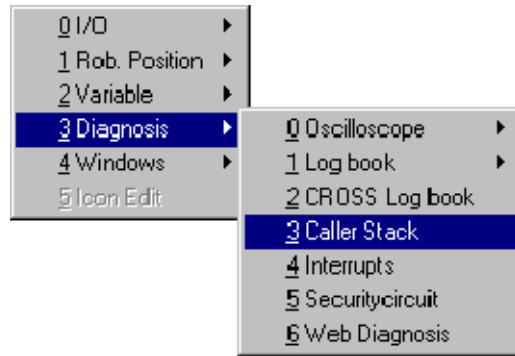 0 I/O
1 Rob. Position
2 Variable
3 Diagnosis
4 Windows
5 Icon Edit
0 Oscilloscope
1 Log book
2 CROSS Log book
3 Caller Stack
4 Interrupts
5 Securitycircuit
6 Web Diagnosis